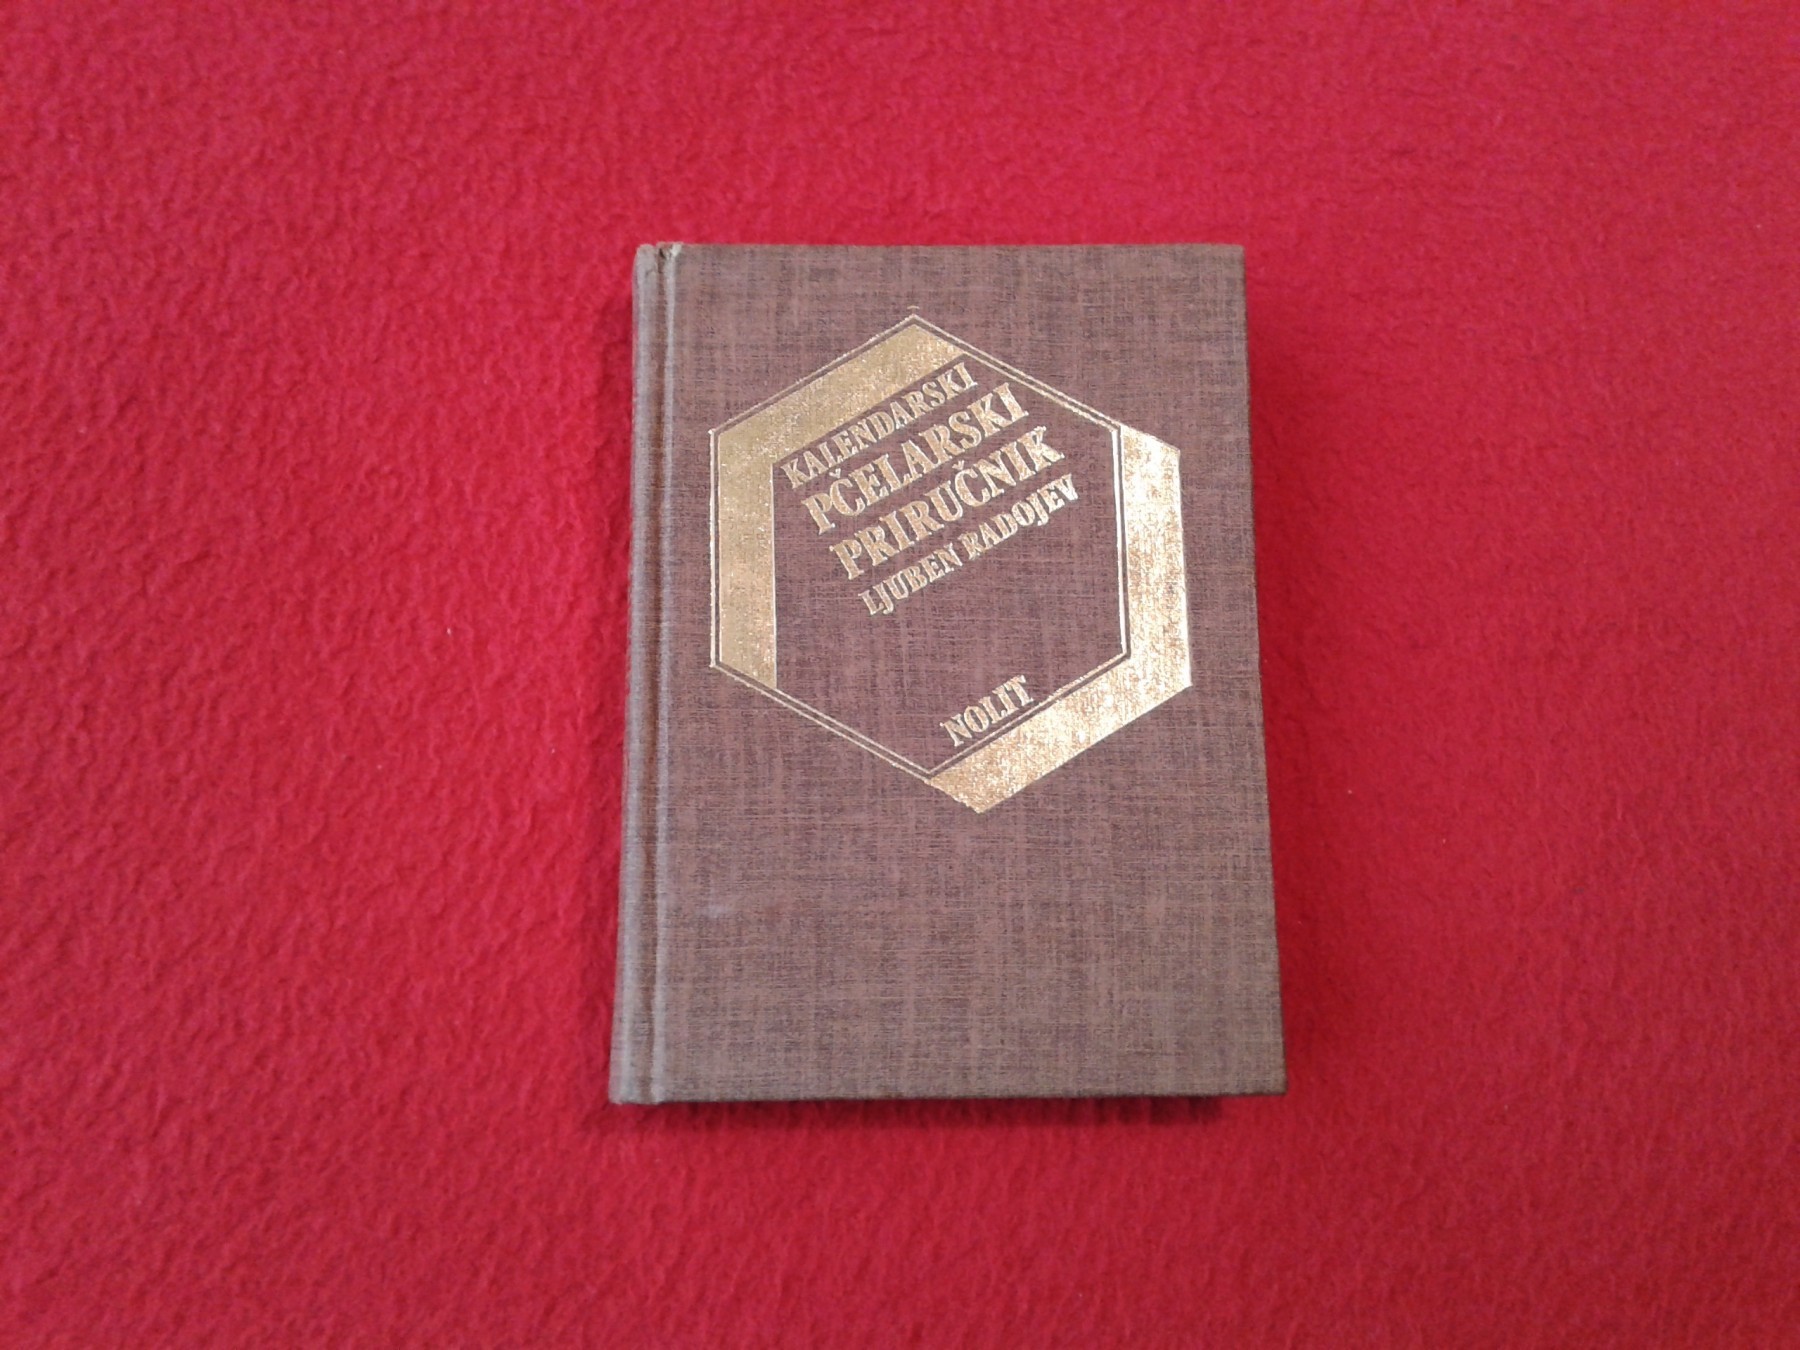 KALENDARSKI
PČELARSKI
PRIRUČNIK
LJUBEN RADOJEV
NOLIT